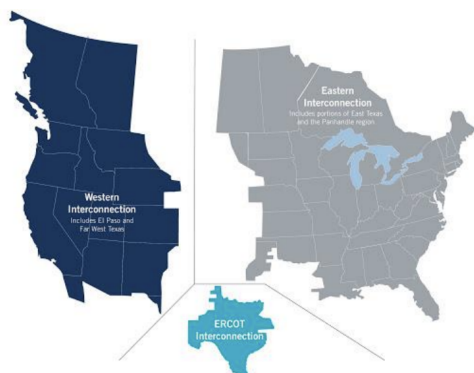 Western
Interconnection
Includes El Paso and
Far West Texas
Eastern
Interconnection
Includes portions of East Texas
and the Panhandle region
ERCOT
Interconnection